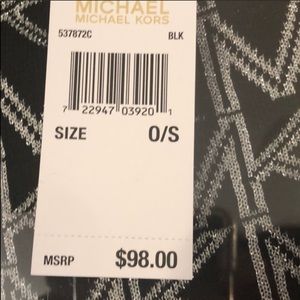 MICHAEL
MICHAEL KORS
537872C BLK
7 22947 03920 1
SIZE O/S
MSRP $98.00